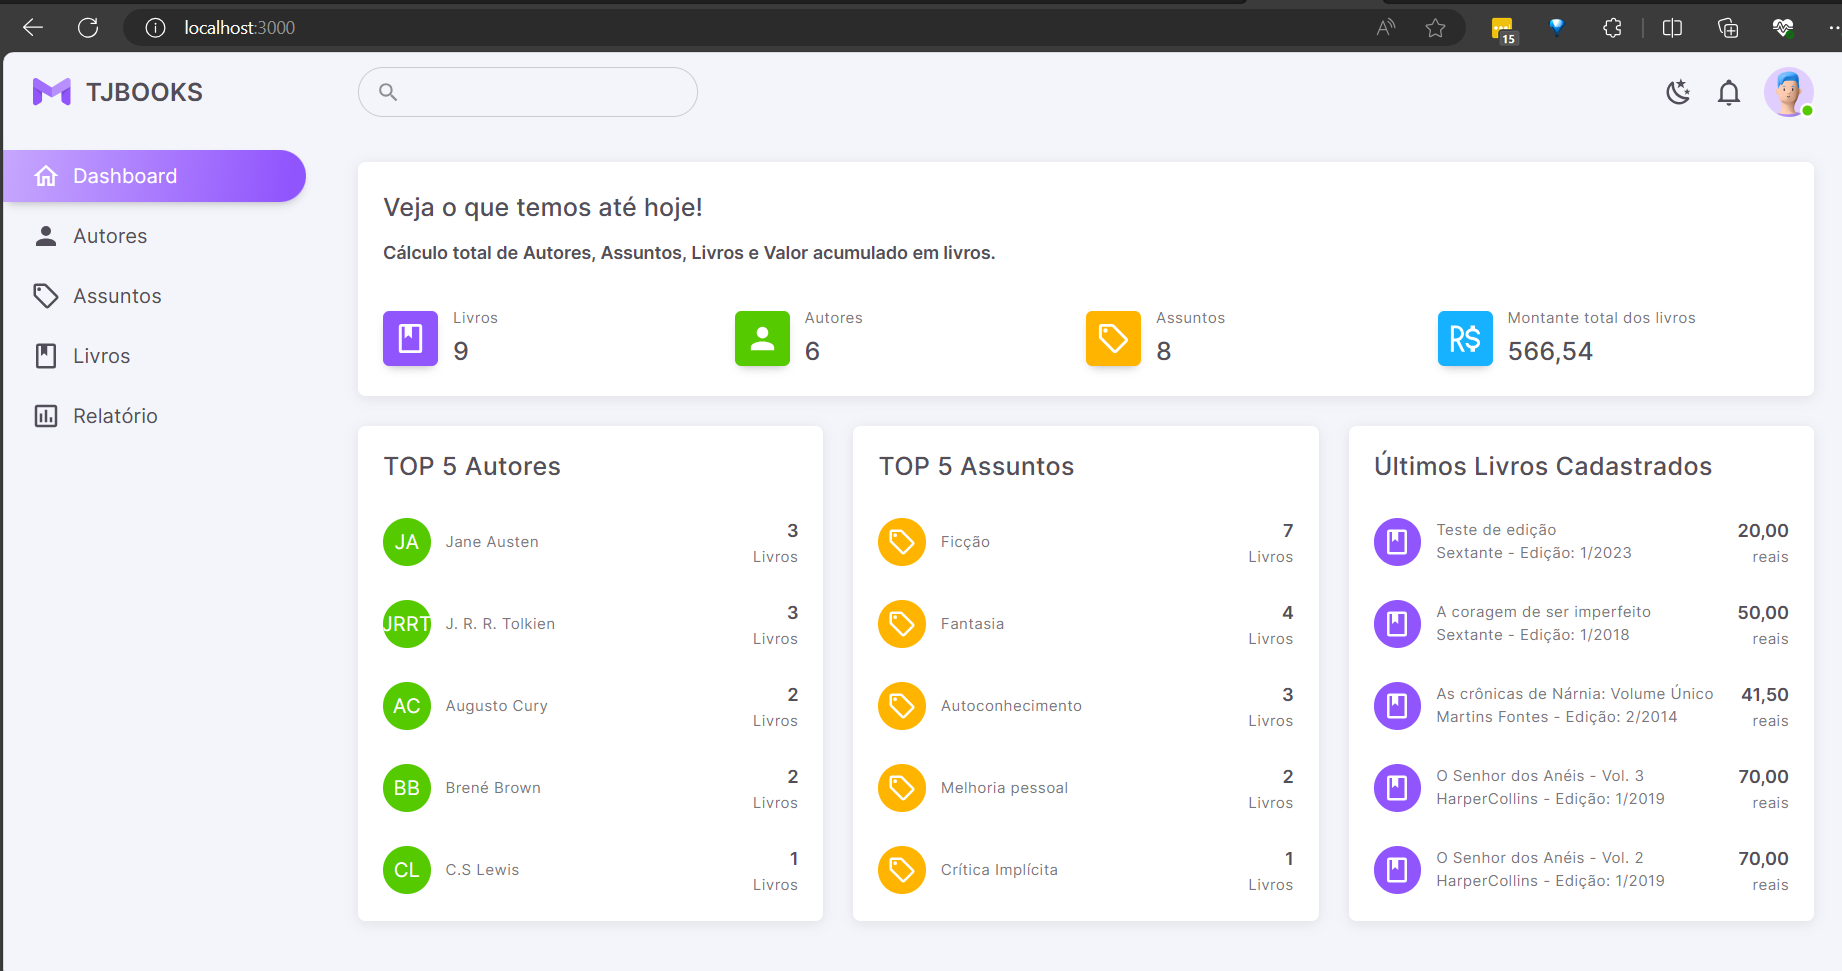 localhost:3000
15
TJBOOKS
Dashboard
Autores
Assuntos
Livros
Relatório
Veja o que temos até hoje!
Cálculo total de Autores, Assuntos, Livros e Valor acumulado em livros.
Livros
9
Autores
6
Assuntos
8
R$
Montante total dos livros
566,54
TOP 5 Autores
JA
Jane Austen
3
Livros
JRRT
J. R. R. Tolkien
3
Livros
AC
Augusto Cury
2
Livros
BB
Brené Brown
2
Livros
CL
C.S Lewis
1
Livros
TOP 5 Assuntos
Ficção
7
Livros
Fantasia
4
Livros
Autoconhecimento
3
Livros
Melhoria pessoal
2
Livros
Crítica Implícita
1
Livros
Últimos Livros Cadastrados
Teste de edição
Sextante - Edição: 1/2023
20,00
reais
A coragem de ser imperfeito
Sextante - Edição: 1/2018
50,00
reais
As crônicas de Nárnia: Volume Único
Martins Fontes - Edição: 2/2014
41,50
reais
O Senhor dos Anéis - Vol. 3
HarperCollins - Edição: 1/2019
70,00
reais
O Senhor dos Anéis - Vol. 2
HarperCollins - Edição: 1/2019
70,00
reais